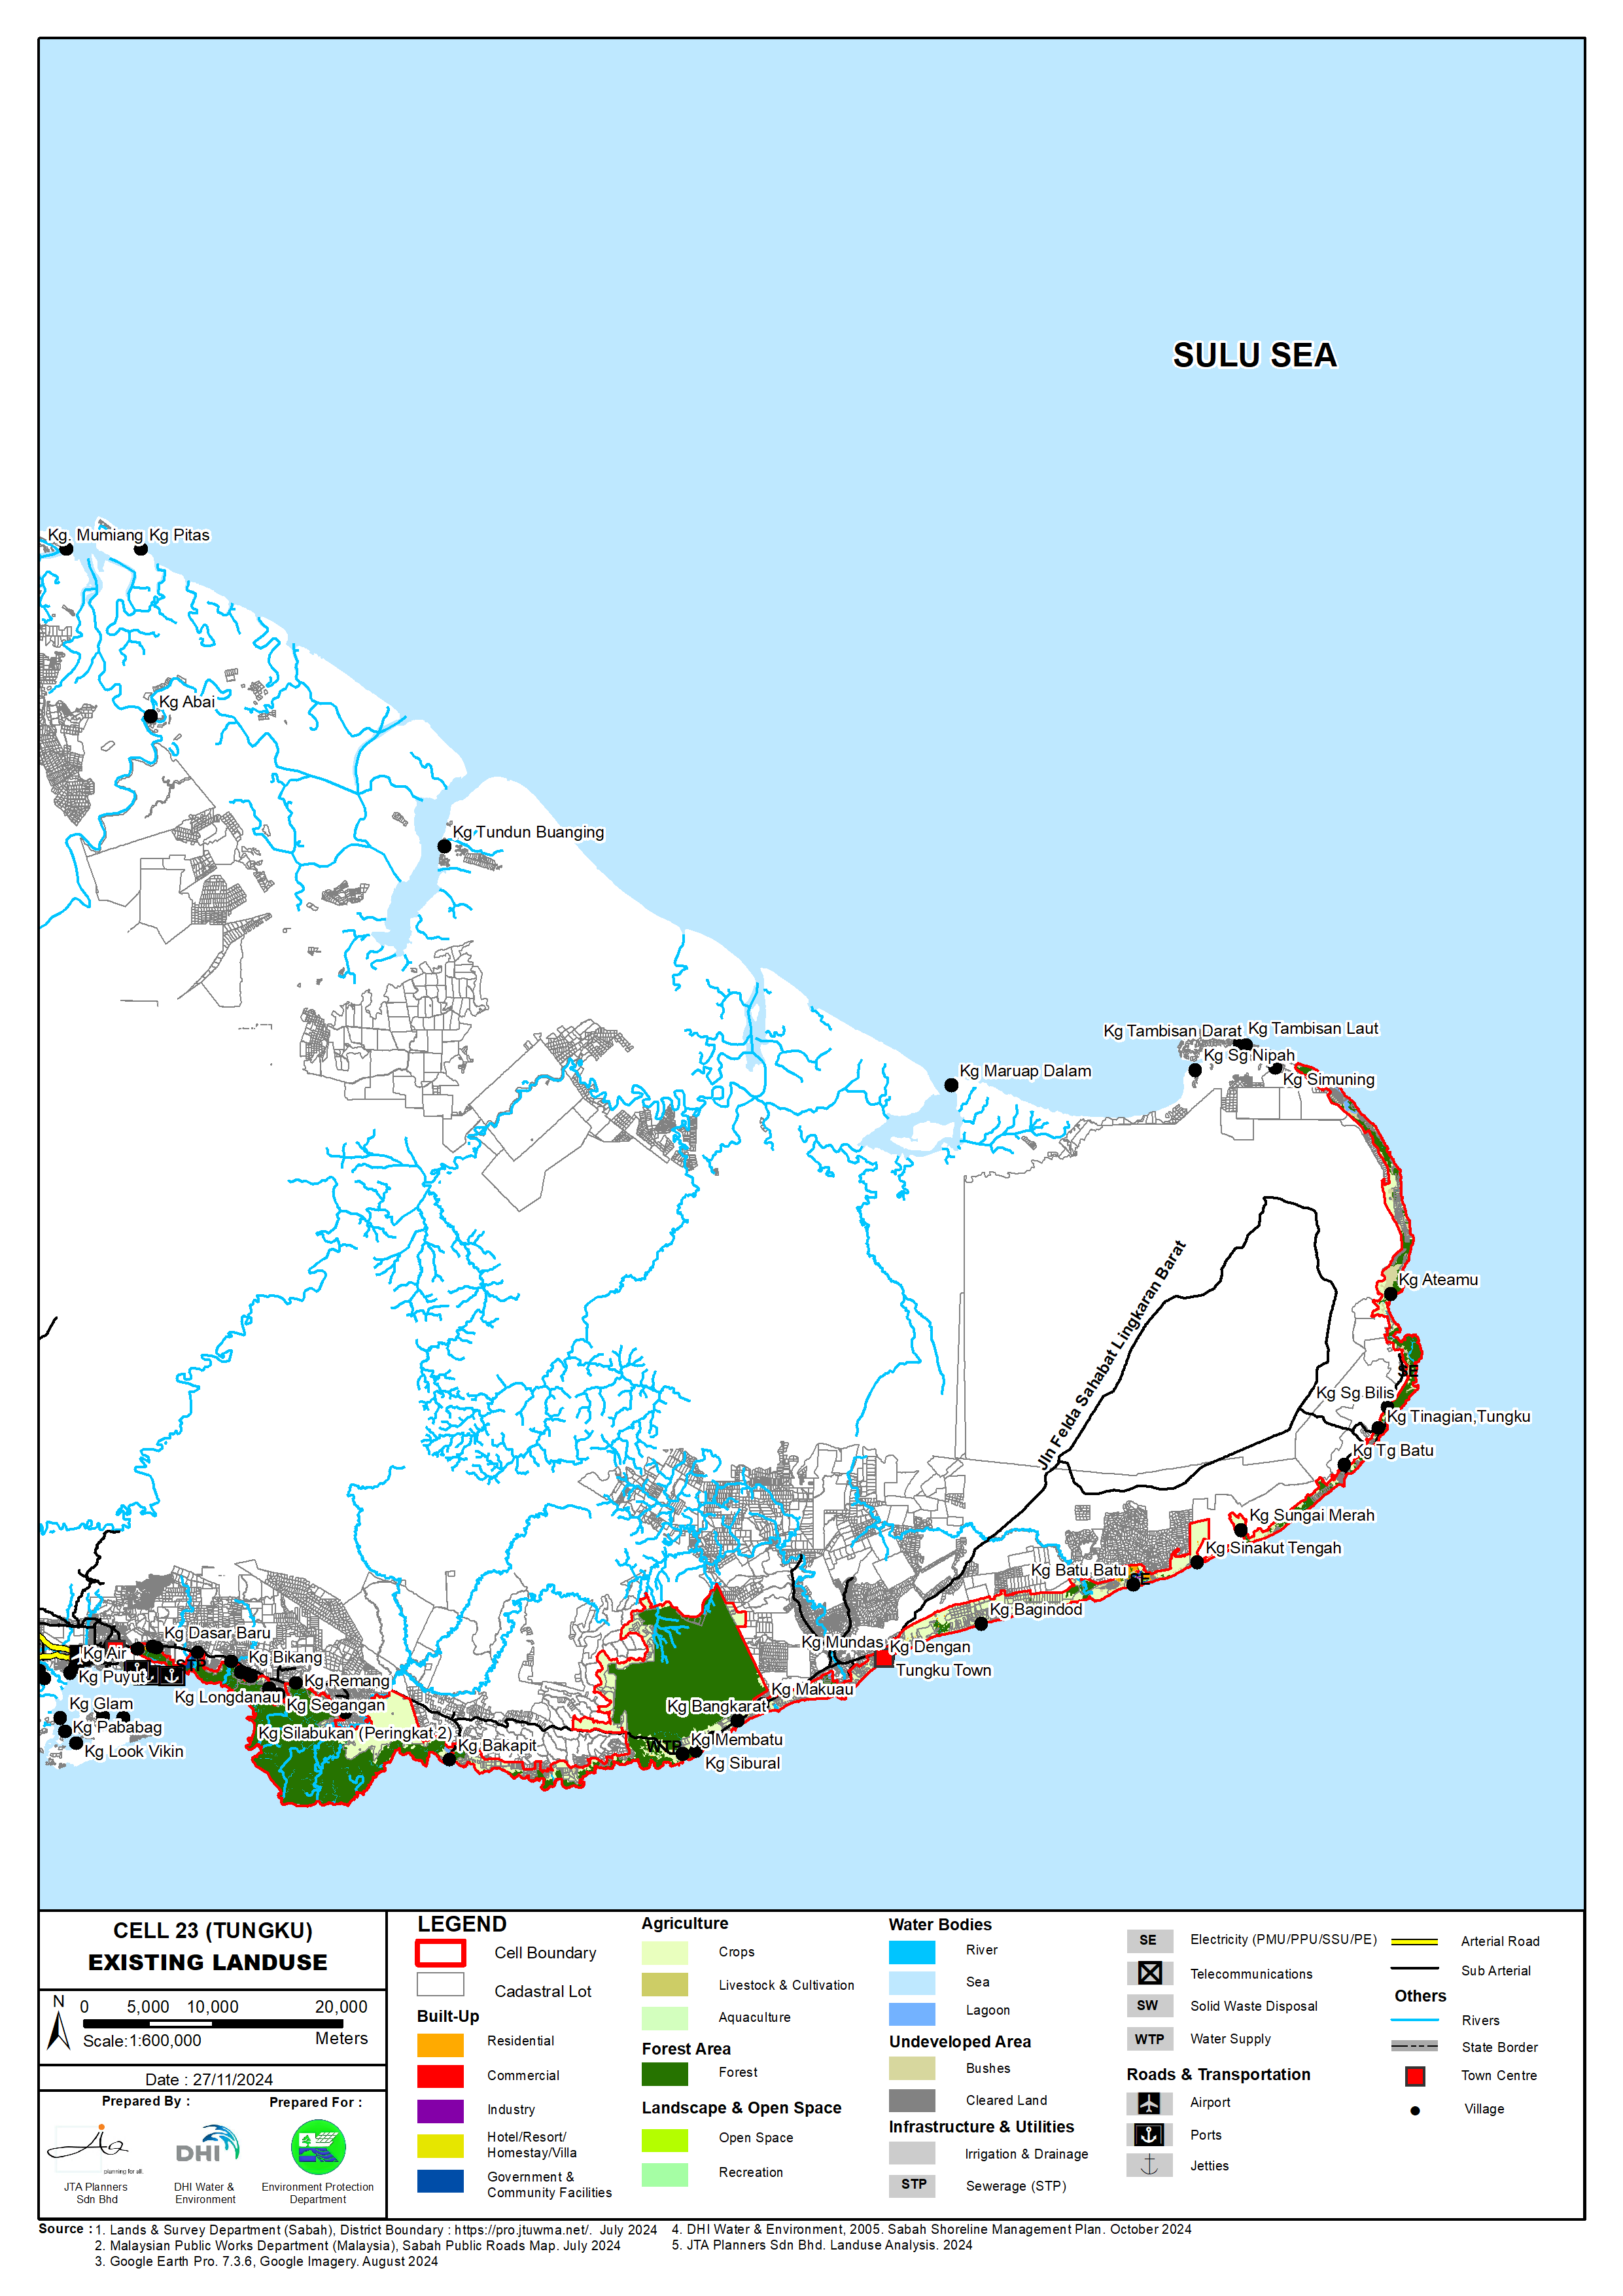 SULU SEA
Kg. Mumiang
Kg Pitas
Kg Abai
Kg Tundun Buanging
Kg Tambisan Darat
Kg Tambisan Laut
Kg Sg Nipah
Kg Maruap Dalam
Kg Simuning
Jln Felda Sahabat Lingkaran Barat
Kg Ateamu
SE
Kg Sg Bilis
Kg Tinagian,Tungku
Kg Tg Batu
Kg Sungai Merah
Kg Sinakut Tengah
Kg Batu Batu
SE
Kg Bagindod
Kg Dasar Baru
Kg Mundas
Kg Dengan
Kg Air
STP
Kg Bikang
Tungku Town
Kg Puyut
Kg Remang
Kg Makuau
Kg Longdanau
Kg Segangan
Kg Glam
Kg Bangkarat
Kg Pababag
Kg Silabukan (Peringkat 2)
Kg Bakapit
WTP
Kg Membatu
Kg Look Vikin
Kg Sibural
CELL 23 (TUNGKU)
EXISTING LANDUSE
N
0 5,000 10,000 20,000
Scale:1:600,000 Meters
Date : 27/11/2024
Prepared By :
Prepared For :
planning for all.
DHI
JTA Planners
Sdn Bhd
DHI Water &
Environment
Environment Protection
Department
LEGEND
Cell Boundary
Cadastral Lot
Built-Up
Residential
Commercial
Industry
Hotel/Resort/
Homestay/Villa
Government &
Community Facilities
Agriculture
Crops
Livestock & Cultivation
Aquaculture
Forest Area
Forest
Landscape & Open Space
Open Space
Recreation
Water Bodies
River
Sea
Lagoon
Undeveloped Area
Bushes
Cleared Land
Infrastructure & Utilities
Irrigation & Drainage
STP Sewerage (STP)
SE Electricity (PMU/PPU/SSU/PE)
Telecommunications
SW Solid Waste Disposal
WTP Water Supply
Roads & Transportation
Airport
Ports
Jetties
Arterial Road
Sub Arterial
Others
Rivers
State Border
Town Centre
Village
Source : 1. Lands & Survey Department (Sabah), District Boundary : https://pro.jtuwma.net/. July 2024
2. Malaysian Public Works Department (Malaysia), Sabah Public Roads Map. July 2024
3. Google Earth Pro. 7.3.6, Google Imagery. August 2024
4. DHI Water & Environment, 2005. Sabah Shoreline Management Plan. October 2024
5. JTA Planners Sdn Bhd. Landuse Analysis. 2024